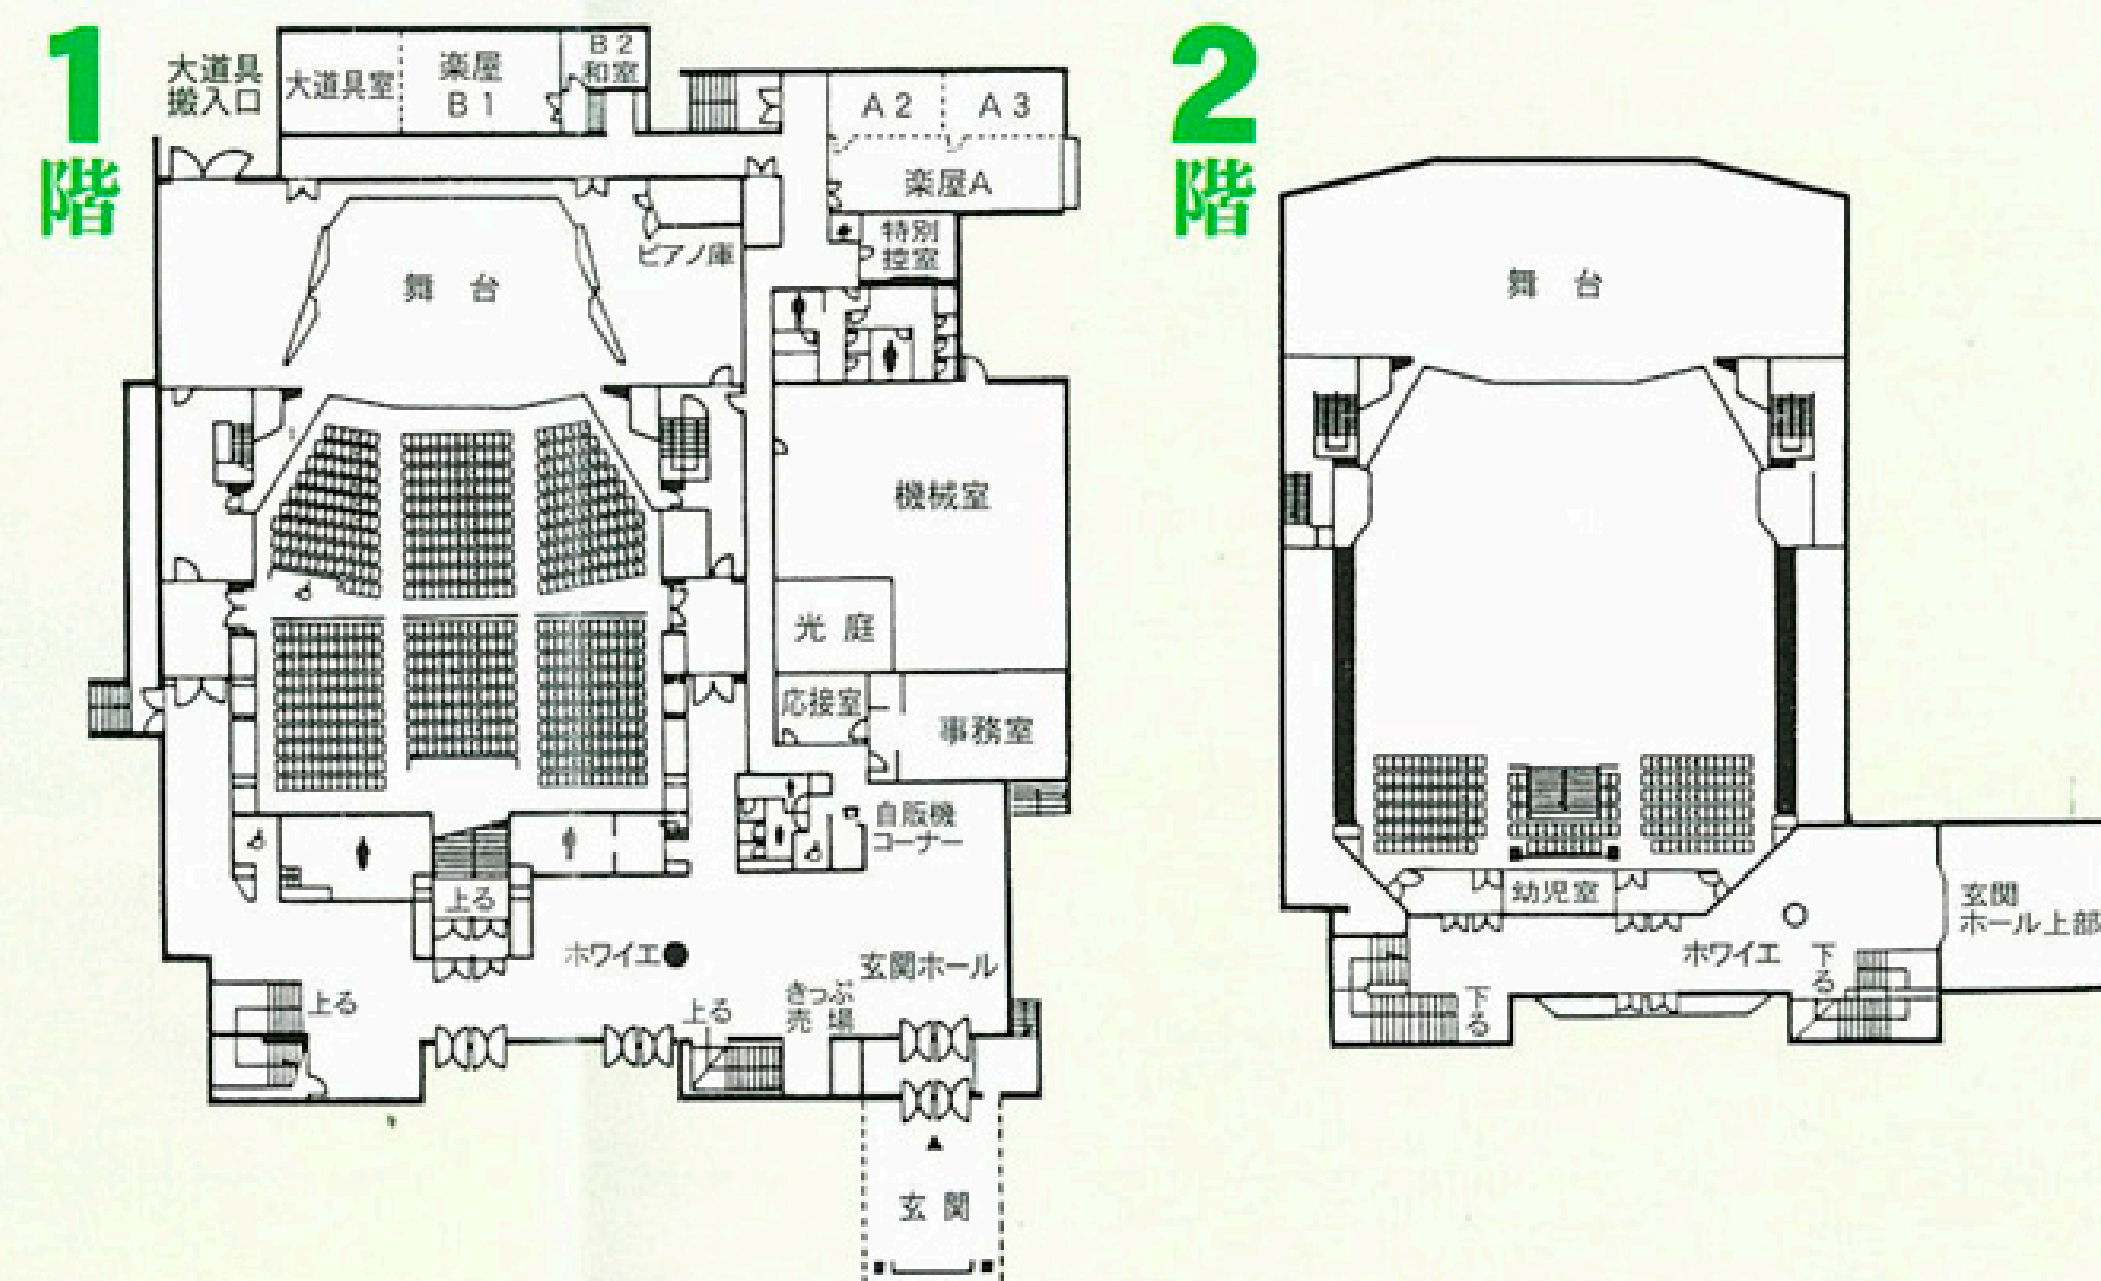 1
階
大道具
搬入口
大道具室
楽屋
B1
B2
和室
A2
A3
楽屋A
特別
控室
ピアノ庫
舞 台
機械室
光 庭
応接室
事務室
自販機
コーナー
上る
ホワイエ
玄関ホール
上る
上る
きっぷ
売 場
玄 関
2
階
舞 台
幼児室
玄関
ホール上部
ホワイエ
下る
下る